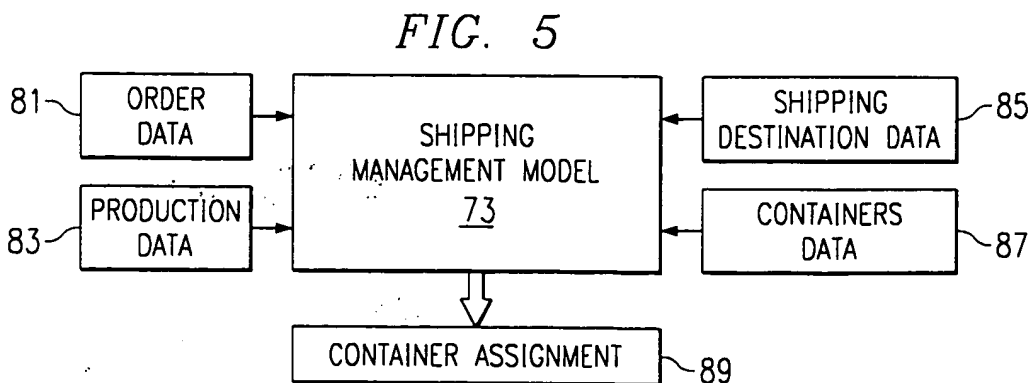 FIG. 5
81
ORDER
DATA
83
PRODUCTION
DATA
SHIPPING
MANAGEMENT MODEL
73
SHIPPING
DESTINATION DATA
85
CONTAINERS
DATA
87
CONTAINER ASSIGNMENT
89